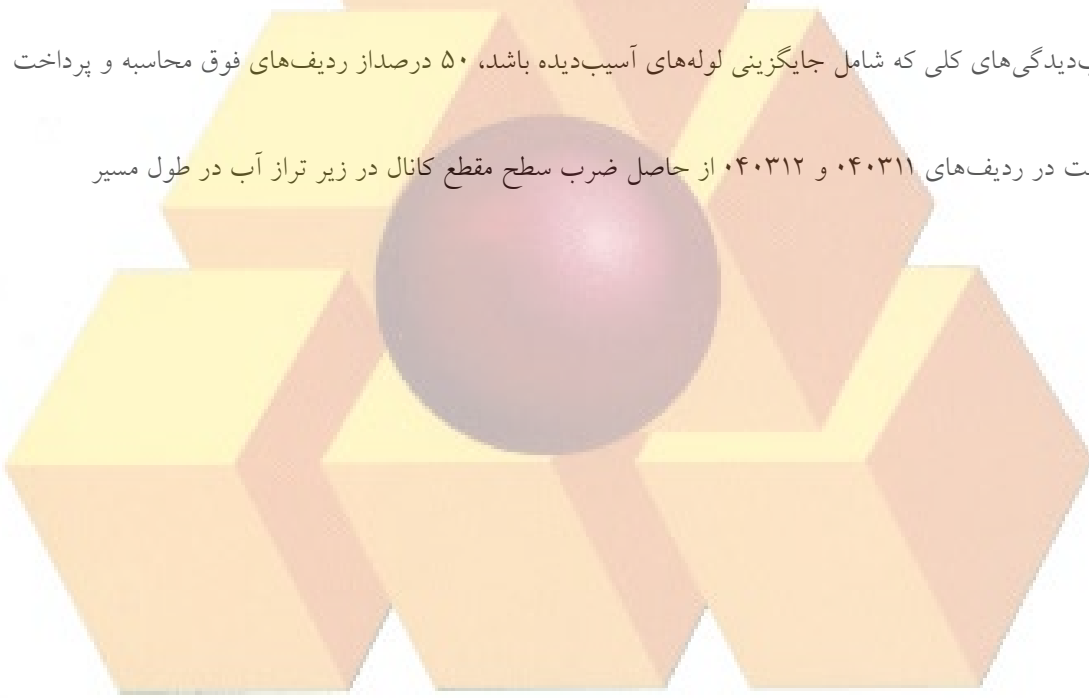 ‌دیدگی‌های کلی که شامل جایگزینی لوله‌های آسیب‌دیده باشد، ۵۰ درصداز ردیف‌های فوق محاسبه و پرداخت
در ردیف‌های ۰۴۰۳۱۱ و ۰۴۰۳۱۲ از حاصل ضرب سطح مقطع کانال در زیر تراز آب در طول مسیر